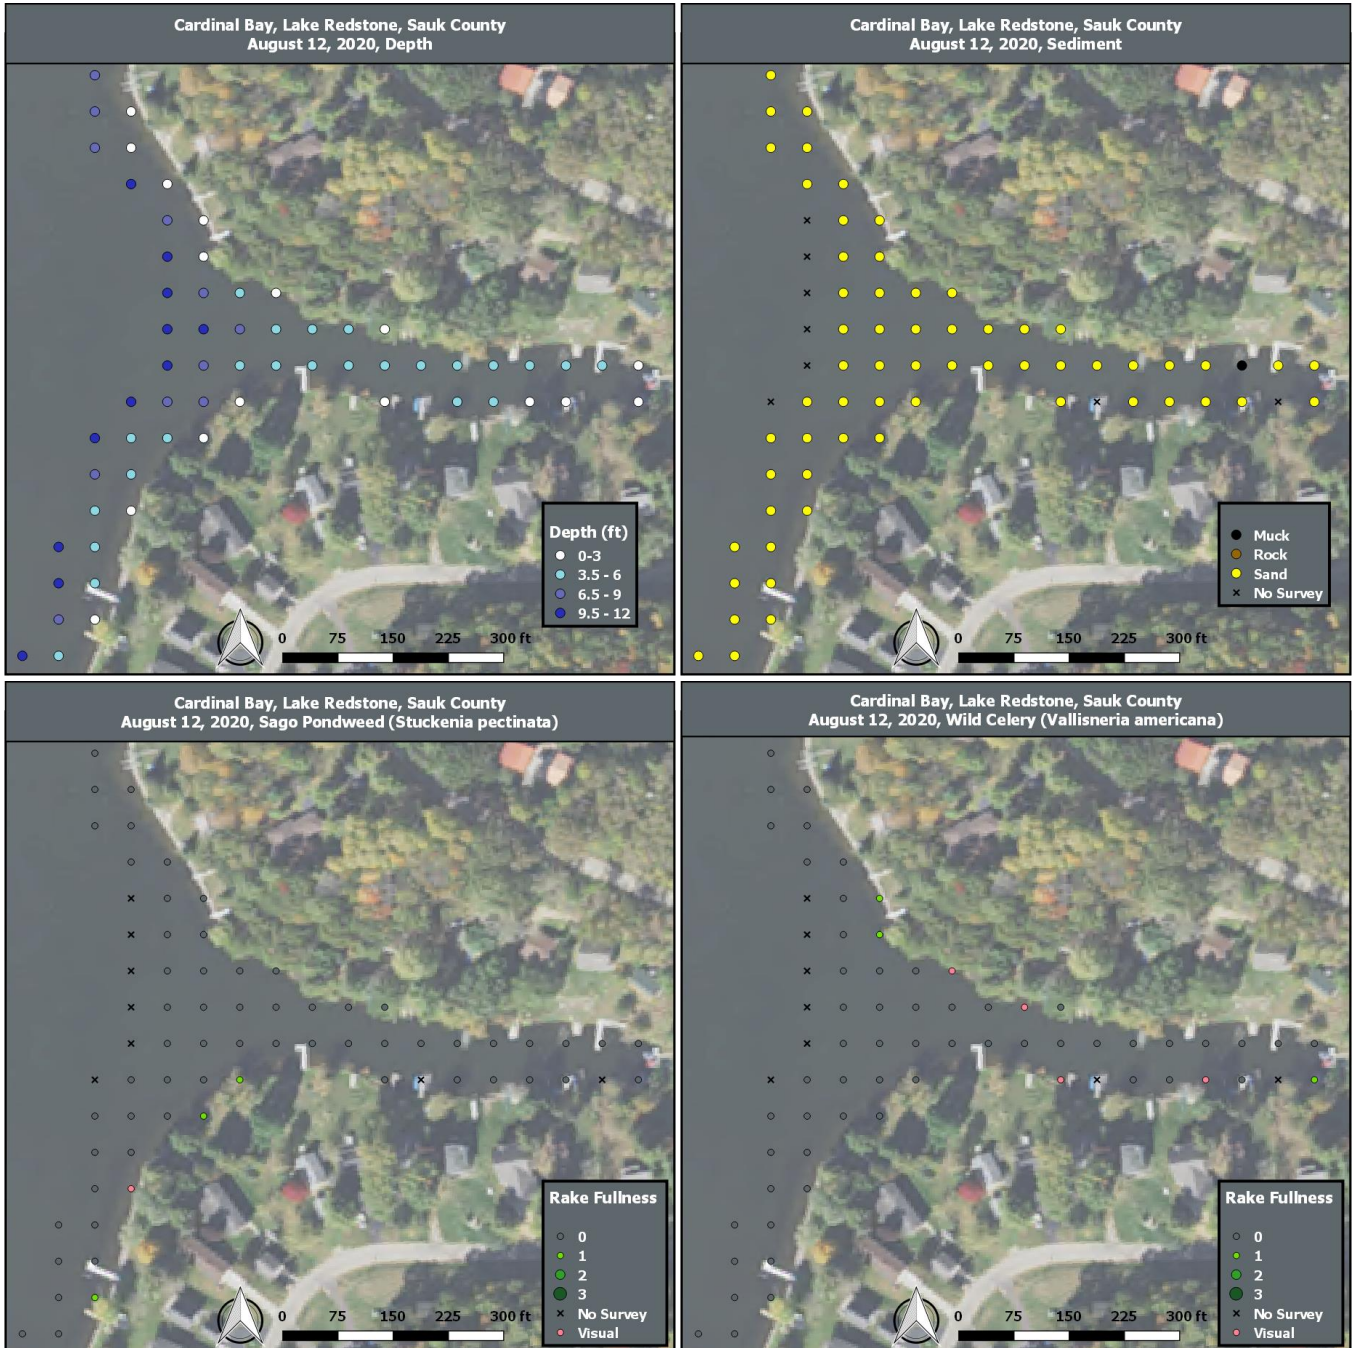 Cardinal Bay, Lake Redstone, Sauk County
August 12, 2020, Depth
Depth (ft)
0-3
3.5 - 6
6.5 - 9
9.5 - 12
0 75 150 225 300 ft
Cardinal Bay, Lake Redstone, Sauk County
August 12, 2020, Sediment
Muck
Rock
Sand
No Survey
0 75 150 225 300 ft
Cardinal Bay, Lake Redstone, Sauk County
August 12, 2020, Sago Pondweed (Stuckenia pectinata)
Rake Fullness
0
1
2
3
No Survey
Visual
0 75 150 225 300 ft
Cardinal Bay, Lake Redstone, Sauk County
August 12, 2020, Wild Celery (Vallisneria americana)
Rake Fullness
0
1
2
3
No Survey
Visual
0 75 150 225 300 ft